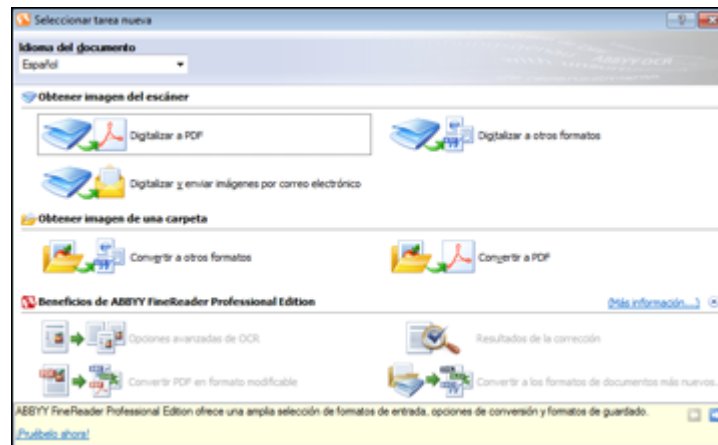 Seleccionar tarea nueva
Idioma del documento
Español
ABBYY OCR
Obtener imagen del escáner
Digitalizar a PDF
Digitalizar a otros formatos
Digitalizar y enviar imágenes por correo electrónico
Obtener imagen de una carpeta
Convertir a otros formatos
Convertir a PDF
Beneficios de ABBYY FineReader Professional Edition
(Más información...)
Opciones avanzadas de OCR
Resultados de la corrección
Convertir PDF en formato modificable
Convertir a los formatos de documentos más nuevos.
ABBYY FineReader Professional Edition ofrece una amplia selección de formatos de entrada, opciones de conversión y formatos de guardado.
¡Pruébelo ahora!